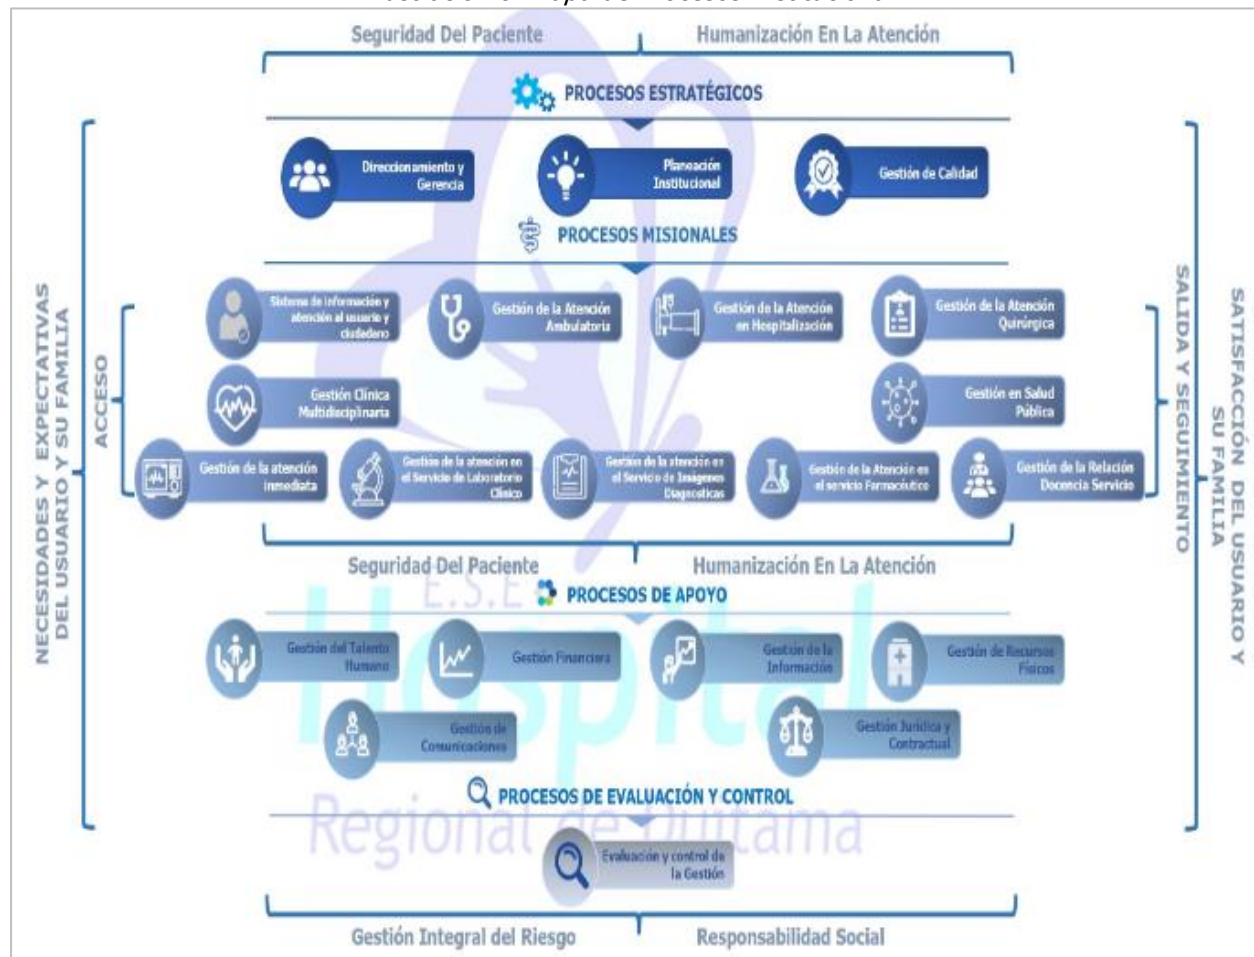 Mapa de Procesos
Seguridad Del Paciente
Humanización En La Atención
PROCESOS ESTRATÉGICOS
Direccionamiento y
Gerencia
Planeación
Institucional
Gestión de Calidad
PROCESOS MISIONALES
Sistema de información y
atención al usuario y
ciudadano
Gestión de la Atención
Ambulatoria
Gestión de la Atención
en Hospitalización
Gestión de la Atención
Quirúrgica
Gestión Clínica
Multidisciplinaria
Gestión en Salud
Pública
Gestión de la atención
inmediata
Gestión de la atención en
el Servicio de Laboratorio
Clínico
Gestión de la atención en
el Servicio de Imágenes
Diagnosticas
Gestión de la Atención en
el servicio Farmacéutico
Gestión de la Relación
Docencia Servicio
NECESIDADES Y EXPECTATIVAS
DEL USUARIO Y SU FAMILIA
ACCESO
SALIDA Y SEGUIMIENTO
SATISFACCIÓN DEL USUARIO Y
SU FAMILIA
Seguridad Del Paciente
Humanización En La Atención
E.S.E
Hospital
Regional de Duitama
PROCESOS DE APOYO
Gestión del Talento
Humano
Gestión Financiera
Gestión de la
Información
Gestión de Recursos
Físicos
Gestión de
Comunicaciones
Gestión Jurídica y
Contractual
PROCESOS DE EVALUACIÓN Y CONTROL
Evaluación y control de
la Gestión
Gestión Integral del Riesgo
Responsabilidad Social